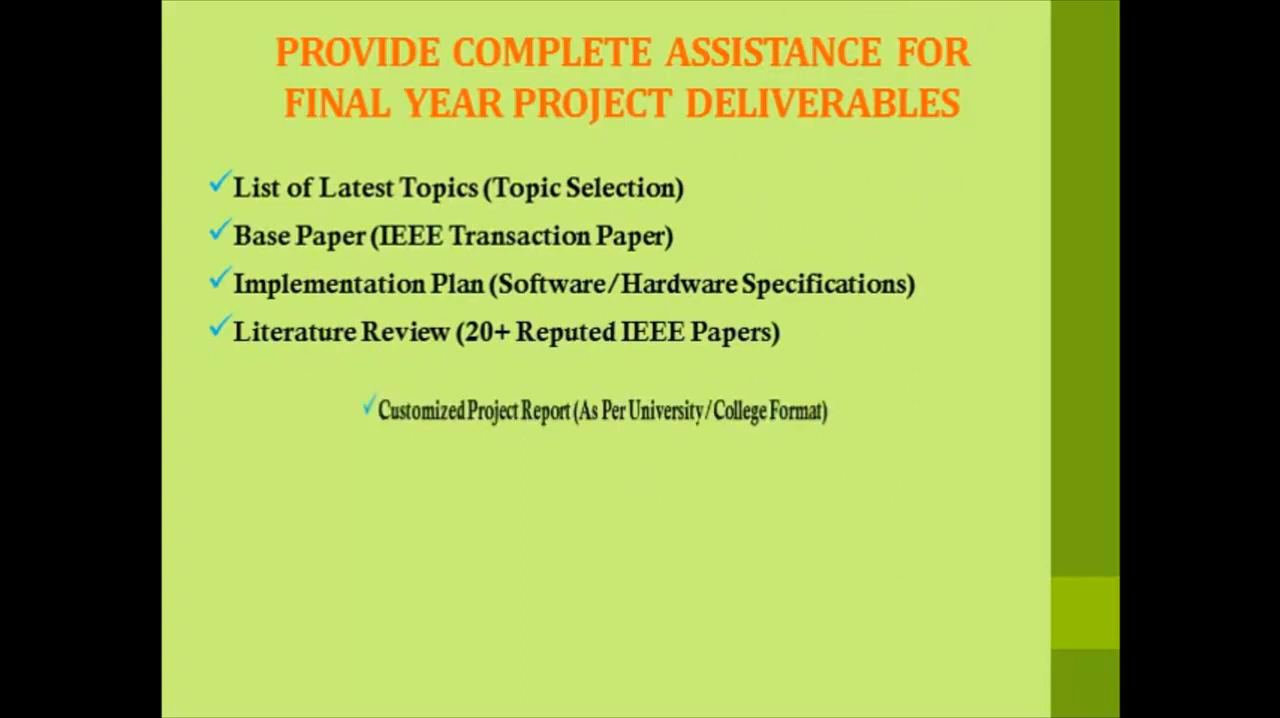 PROVIDE COMPLETE ASSISTANCE FOR
FINAL YEAR PROJECT DELIVERABLES
✓List of Latest Topics (Topic Selection)
✓Base Paper (IEEE Transaction Paper)
✓Implementation Plan (Software/Hardware Specifications)
✓Literature Review (20+ Reputed IEEE Papers)
✓Customized Project Report (As Per University/College Format)